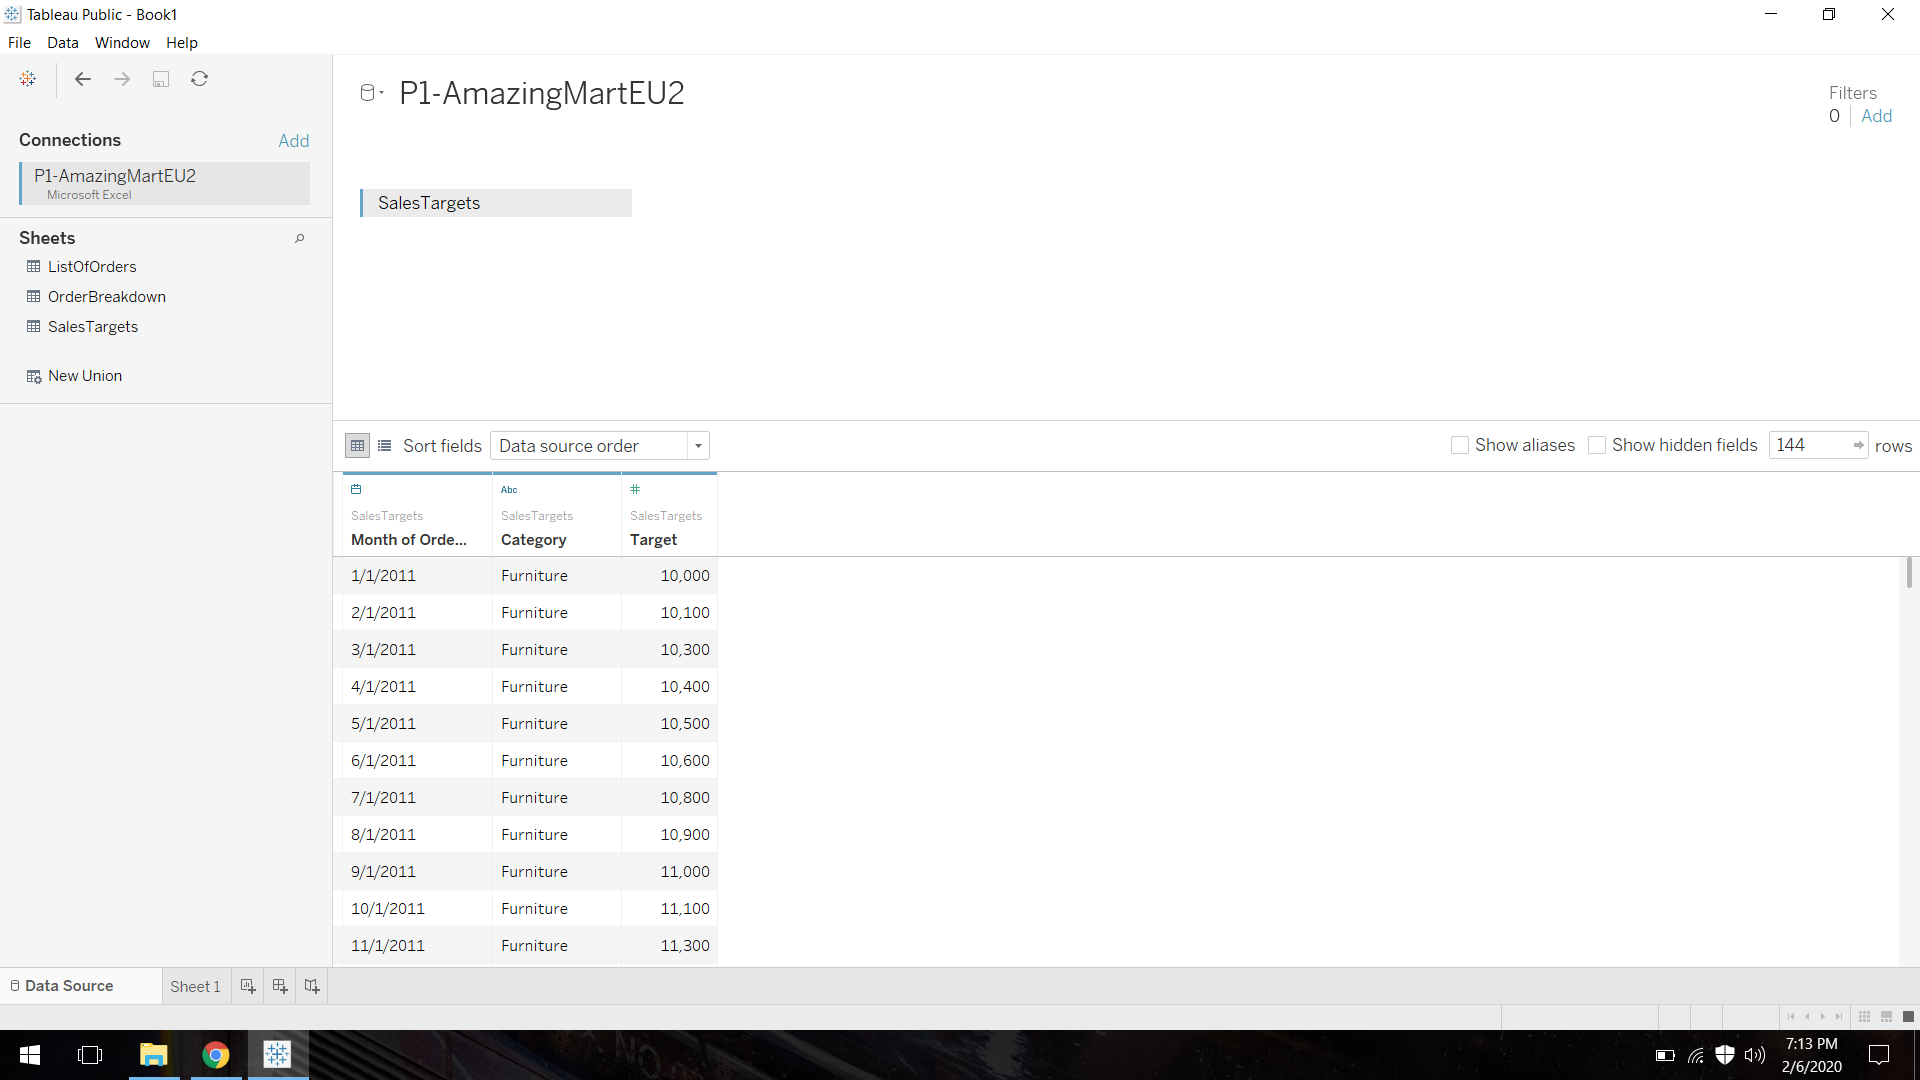 Tableau Public - Book1
File Data Window Help
Connections Add
P1-AmazingMartEU2
Microsoft Excel
Sheets
ListOfOrders
OrderBreakdown
SalesTargets
New Union
P1-AmazingMartEU2
Filters
0 Add
SalesTargets
Sort fields Data source order Show aliases Show hidden fields 144 rows
Abc #
SalesTargets SalesTargets SalesTargets
Month of Orde... Category Target
1/1/2011 Furniture 10,000
2/1/2011 Furniture 10,100
3/1/2011 Furniture 10,300
4/1/2011 Furniture 10,400
5/1/2011 Furniture 10,500
6/1/2011 Furniture 10,600
7/1/2011 Furniture 10,800
8/1/2011 Furniture 10,900
9/1/2011 Furniture 11,000
10/1/2011 Furniture 11,100
11/1/2011 Furniture 11,300
Data Source Sheet 1
7:13 PM
2/6/2020